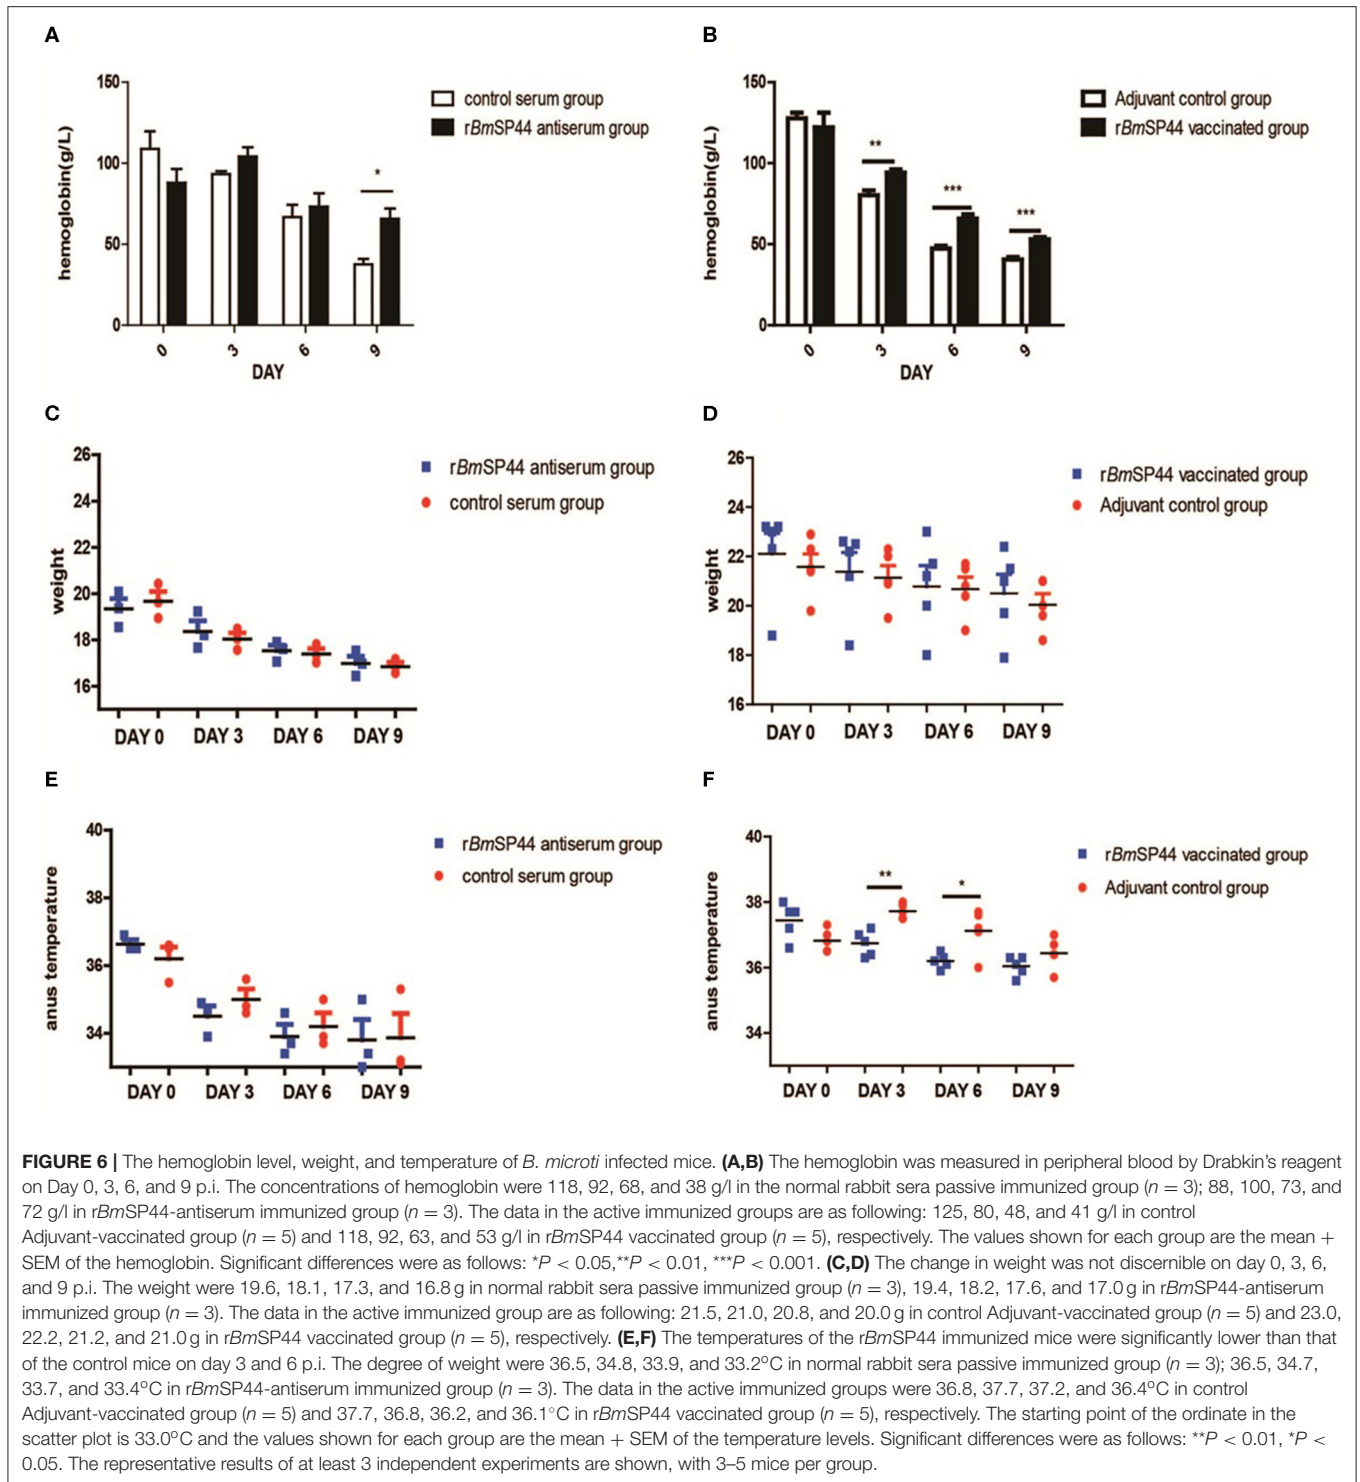 A
150
100
50
0
hemoglobin(g/L)
0
3
6
9
DAY
control serum group
rBmSP44 antiserum group
*
B
150
100
50
0
hemoglobin(g/L)
0
3
6
9
DAY
Adjuvant control group
rBmSP44 vaccinated group
**
***
***
C
26
24
22
20
18
16
weight
DAY 0
DAY 3
DAY 6
DAY 9
rBmSP44 antiserum group
control serum group
D
26
24
22
20
18
16
weight
DAY 0
DAY 3
DAY 6
DAY 9
rBmSP44 vaccinated group
Adjuvant control group
E
40
38
36
34
anus temperature
DAY 0
DAY 3
DAY 6
DAY 9
rBmSP44 antiserum group
control serum group
F
40
38
36
34
anus temperature
DAY 0
DAY 3
DAY 6
DAY 9
rBmSP44 vaccinated group
Adjuvant control group
**
*
FIGURE 6 | The hemoglobin level, weight, and temperature of B. microti infected mice. (A,B) The hemoglobin was measured in peripheral blood by Drabkin's reagent
on Day 0, 3, 6, and 9 p.i. The concentrations of hemoglobin were 118, 92, 68, and 38 g/l in the normal rabbit sera passive immunized group (n = 3); 88, 100, 73, and
72 g/l in rBmSP44-antiserum immunized group (n = 3). The data in the active immunized groups are as following: 125, 80, 48, and 41 g/l in control
Adjuvant-vaccinated group (n = 5) and 118, 92, 63, and 53 g/l in rBmSP44 vaccinated group (n = 5), respectively. The values shown for each group are the mean +
SEM of the hemoglobin. Significant differences were as follows: *P < 0.05,**P < 0.01, ***P < 0.001. (C,D) The change in weight was not discernible on day 0, 3, 6,
and 9 p.i. The weight were 19.6, 18.1, 17.3, and 16.8 g in normal rabbit sera passive immunized group (n = 3), 19.4, 18.2, 17.6, and 17.0 g in rBmSP44-antiserum
immunized group (n = 3). The data in the active immunized group are as following: 21.5, 21.0, 20.8, and 20.0 g in control Adjuvant-vaccinated group (n = 5) and 23.0,
22.2, 21.2, and 21.0 g in rBmSP44 vaccinated group (n = 5), respectively. (E,F) The temperatures of the rBmSP44 immunized mice were significantly lower than that
of the control mice on day 3 and 6 p.i. The degree of weight were 36.5, 34.8, 33.9, and 33.2°C in normal rabbit sera passive immunized group (n = 3); 36.5, 34.7,
33.7, and 33.4°C in rBmSP44-antiserum immunized group (n = 3). The data in the active immunized groups were 36.8, 37.7, 37.2, and 36.4°C in control
Adjuvant-vaccinated group (n = 5) and 37.7, 36.8, 36.2, and 36.1°C in rBmSP44 vaccinated group (n = 5), respectively. The starting point of the ordinate in the
scatter plot is 33.0°C and the values shown for each group are the mean + SEM of the temperature levels. Significant differences were as follows: **P < 0.01, *P <
0.05. The representative results of at least 3 independent experiments are shown, with 3–5 mice per group.